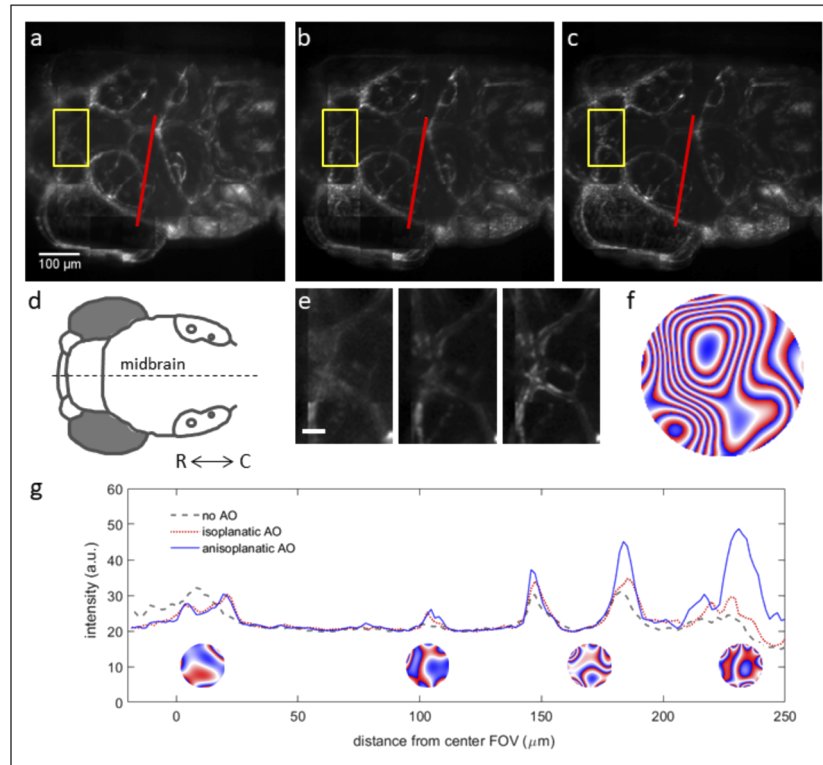 a
b
c
100 µm
d
e
f
midbrain
R
C
g
60
50
40
30
20
10
0
intensity (a.u.)
no AO
isoplanatic AO
anisoplanatic AO
0
50
100
150
200
250
distance from center FOV (µm)